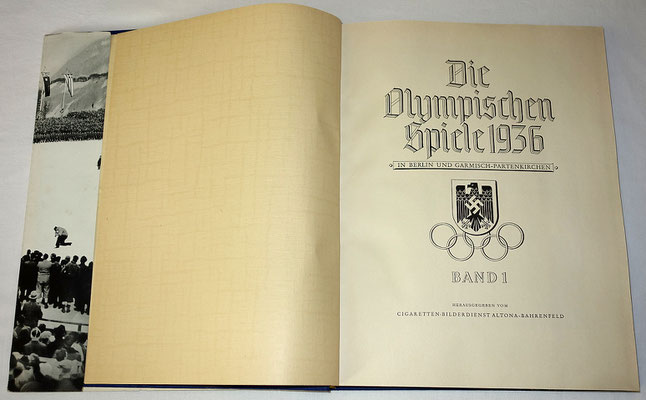 Die
Olympischen
Spiele 1936
IN BERLIN UND GARMISCH-PARTENKIRCHEN
BAND 1
HERAUSGEGEBEN VOM
CIGARETTEN-BILDERDIENST ALTONA-BAHRENFELD